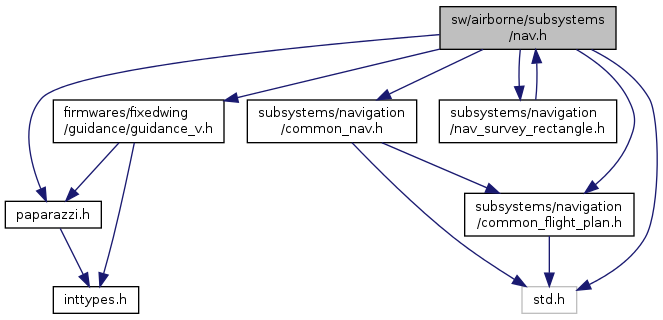 sw/airborne/subsystems
/nav.h
firmwares/fixedwing
/guidance/guidance_v.h
subsystems/navigation
/common_nav.h
subsystems/navigation
/nav_survey_rectangle.h
paparazzi.h
subsystems/navigation
/common_flight_plan.h
inttypes.h
std.h